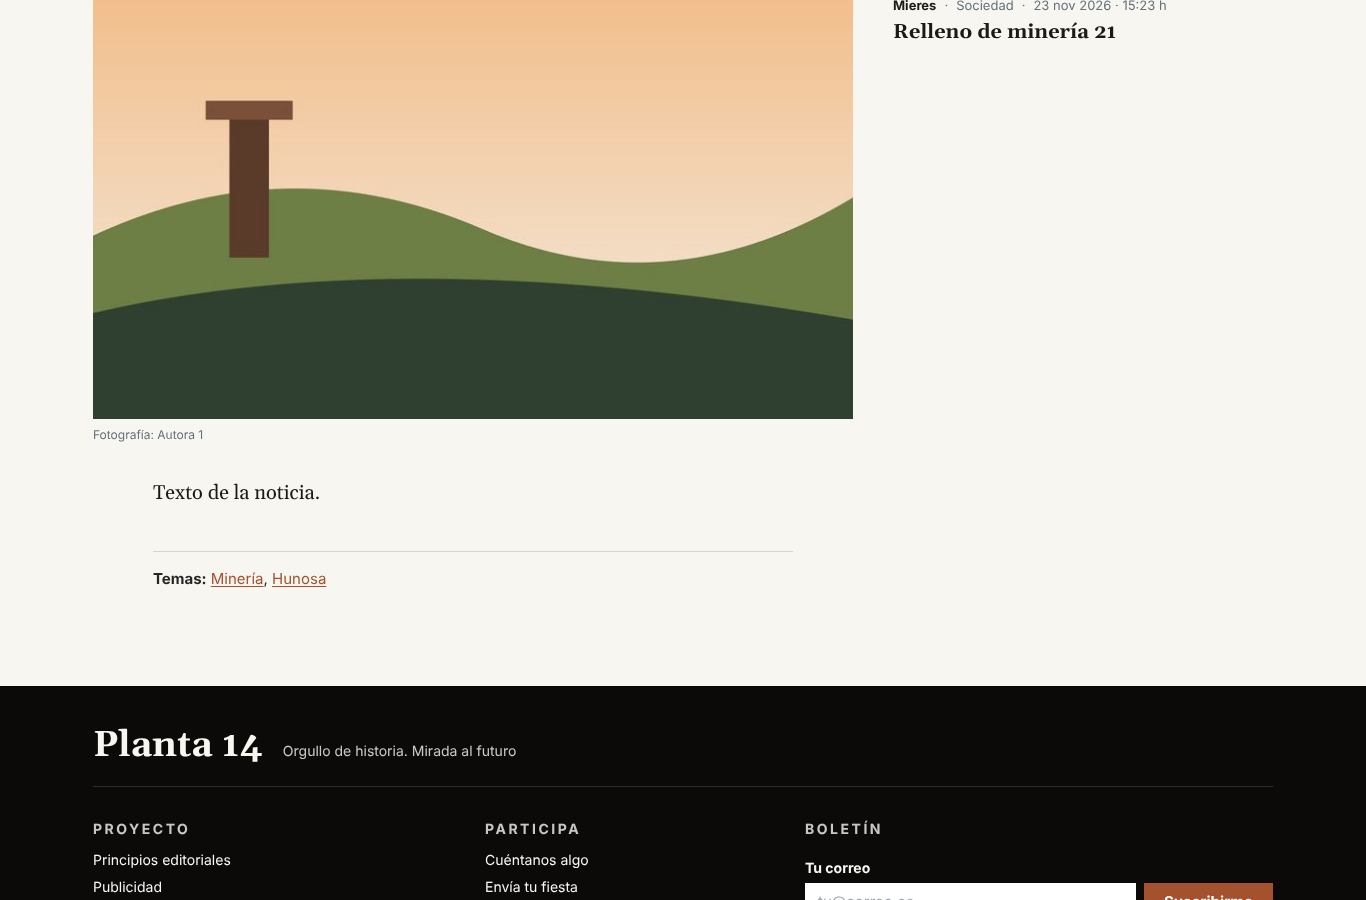 Mieres · Sociedad · 23 nov 2026 · 15:23 h
Relleno de minería 21
Fotografía: Autora 1
Texto de la noticia.
Temas: Minería, Hunosa
Planta 14 Orgullo de historia. Mirada al futuro
PROYECTO
Principios editoriales
Publicidad
PARTICIPA
Cuéntanos algo
Envía tu fiesta
BOLETÍN
Tu correo
Suscribirme